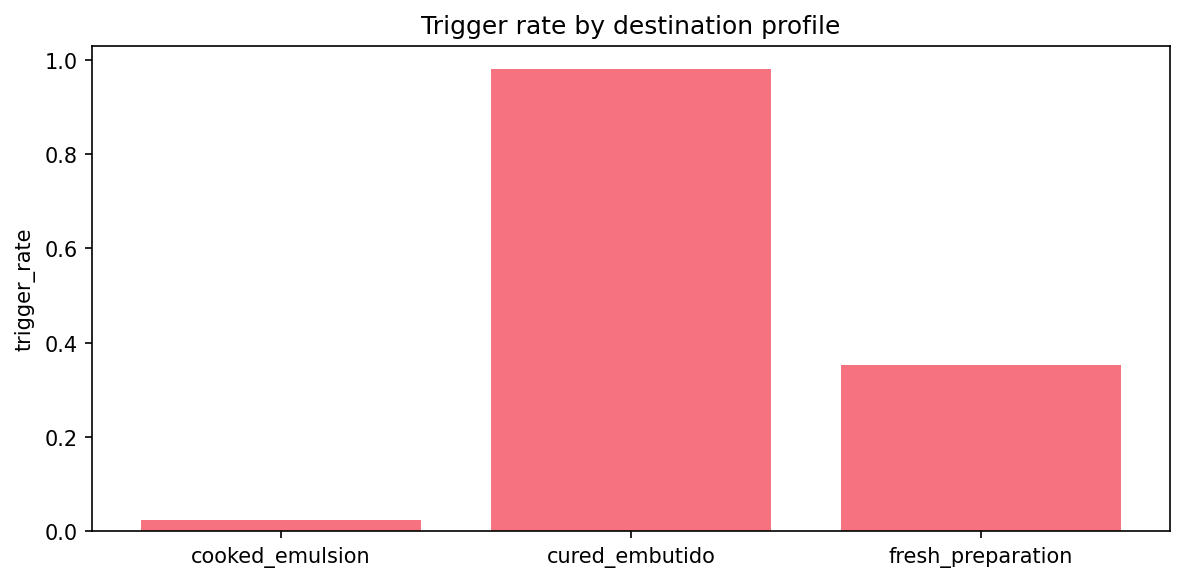 Trigger rate by destination profile
trigger_rate
1.0
0.8
0.6
0.4
0.2
0.0
cooked_emulsion
cured_embutido
fresh_preparation